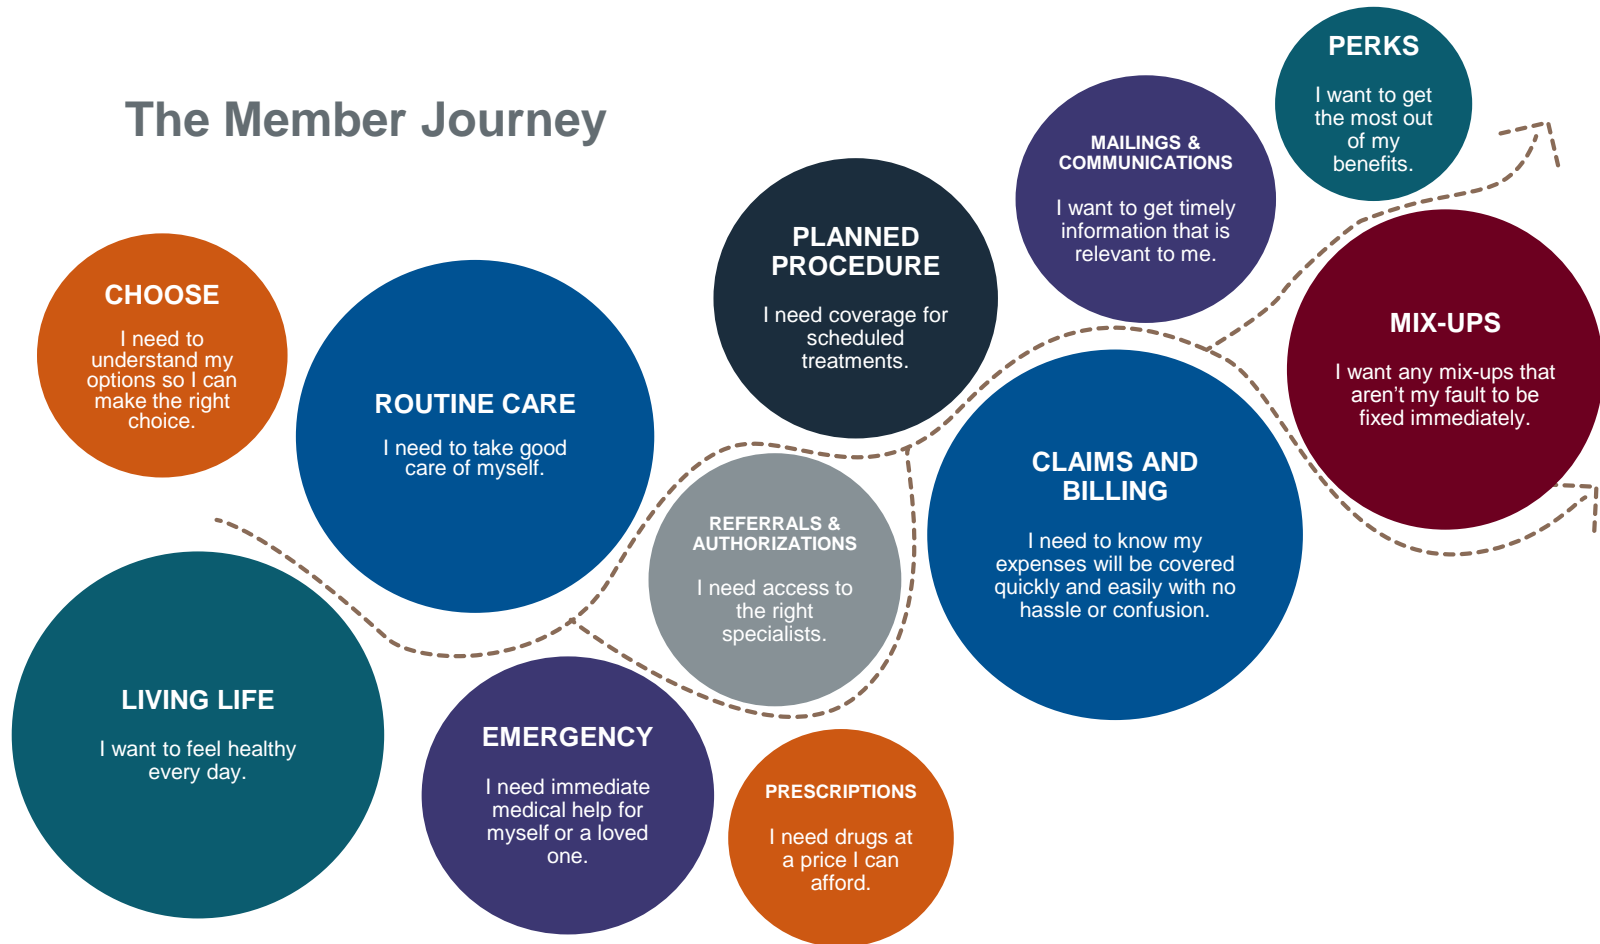 The Member Journey
CHOOSE
I need to
understand my
options so I can
make the right
choice.
LIVING LIFE
I want to feel healthy
every day.
ROUTINE CARE
I need to take good
care of myself.
EMERGENCY
I need immediate
medical help for
myself or a loved
one.
REFERRALS &
AUTHORIZATIONS
I need access to
the right
specialists.
PRESCRIPTIONS
I need drugs at
a price I can
afford.
PLANNED
PROCEDURE
I need coverage for
scheduled
treatments.
CLAIMS AND
BILLING
I need to know my
expenses will be covered
quickly and easily with no
hassle or confusion.
MAILINGS &
COMMUNICATIONS
I want to get timely
information that is
relevant to me.
PERKS
I want to get
the most out
of my
benefits.
MIX-UPS
I want any mix-ups that
aren’t my fault to be
fixed immediately.